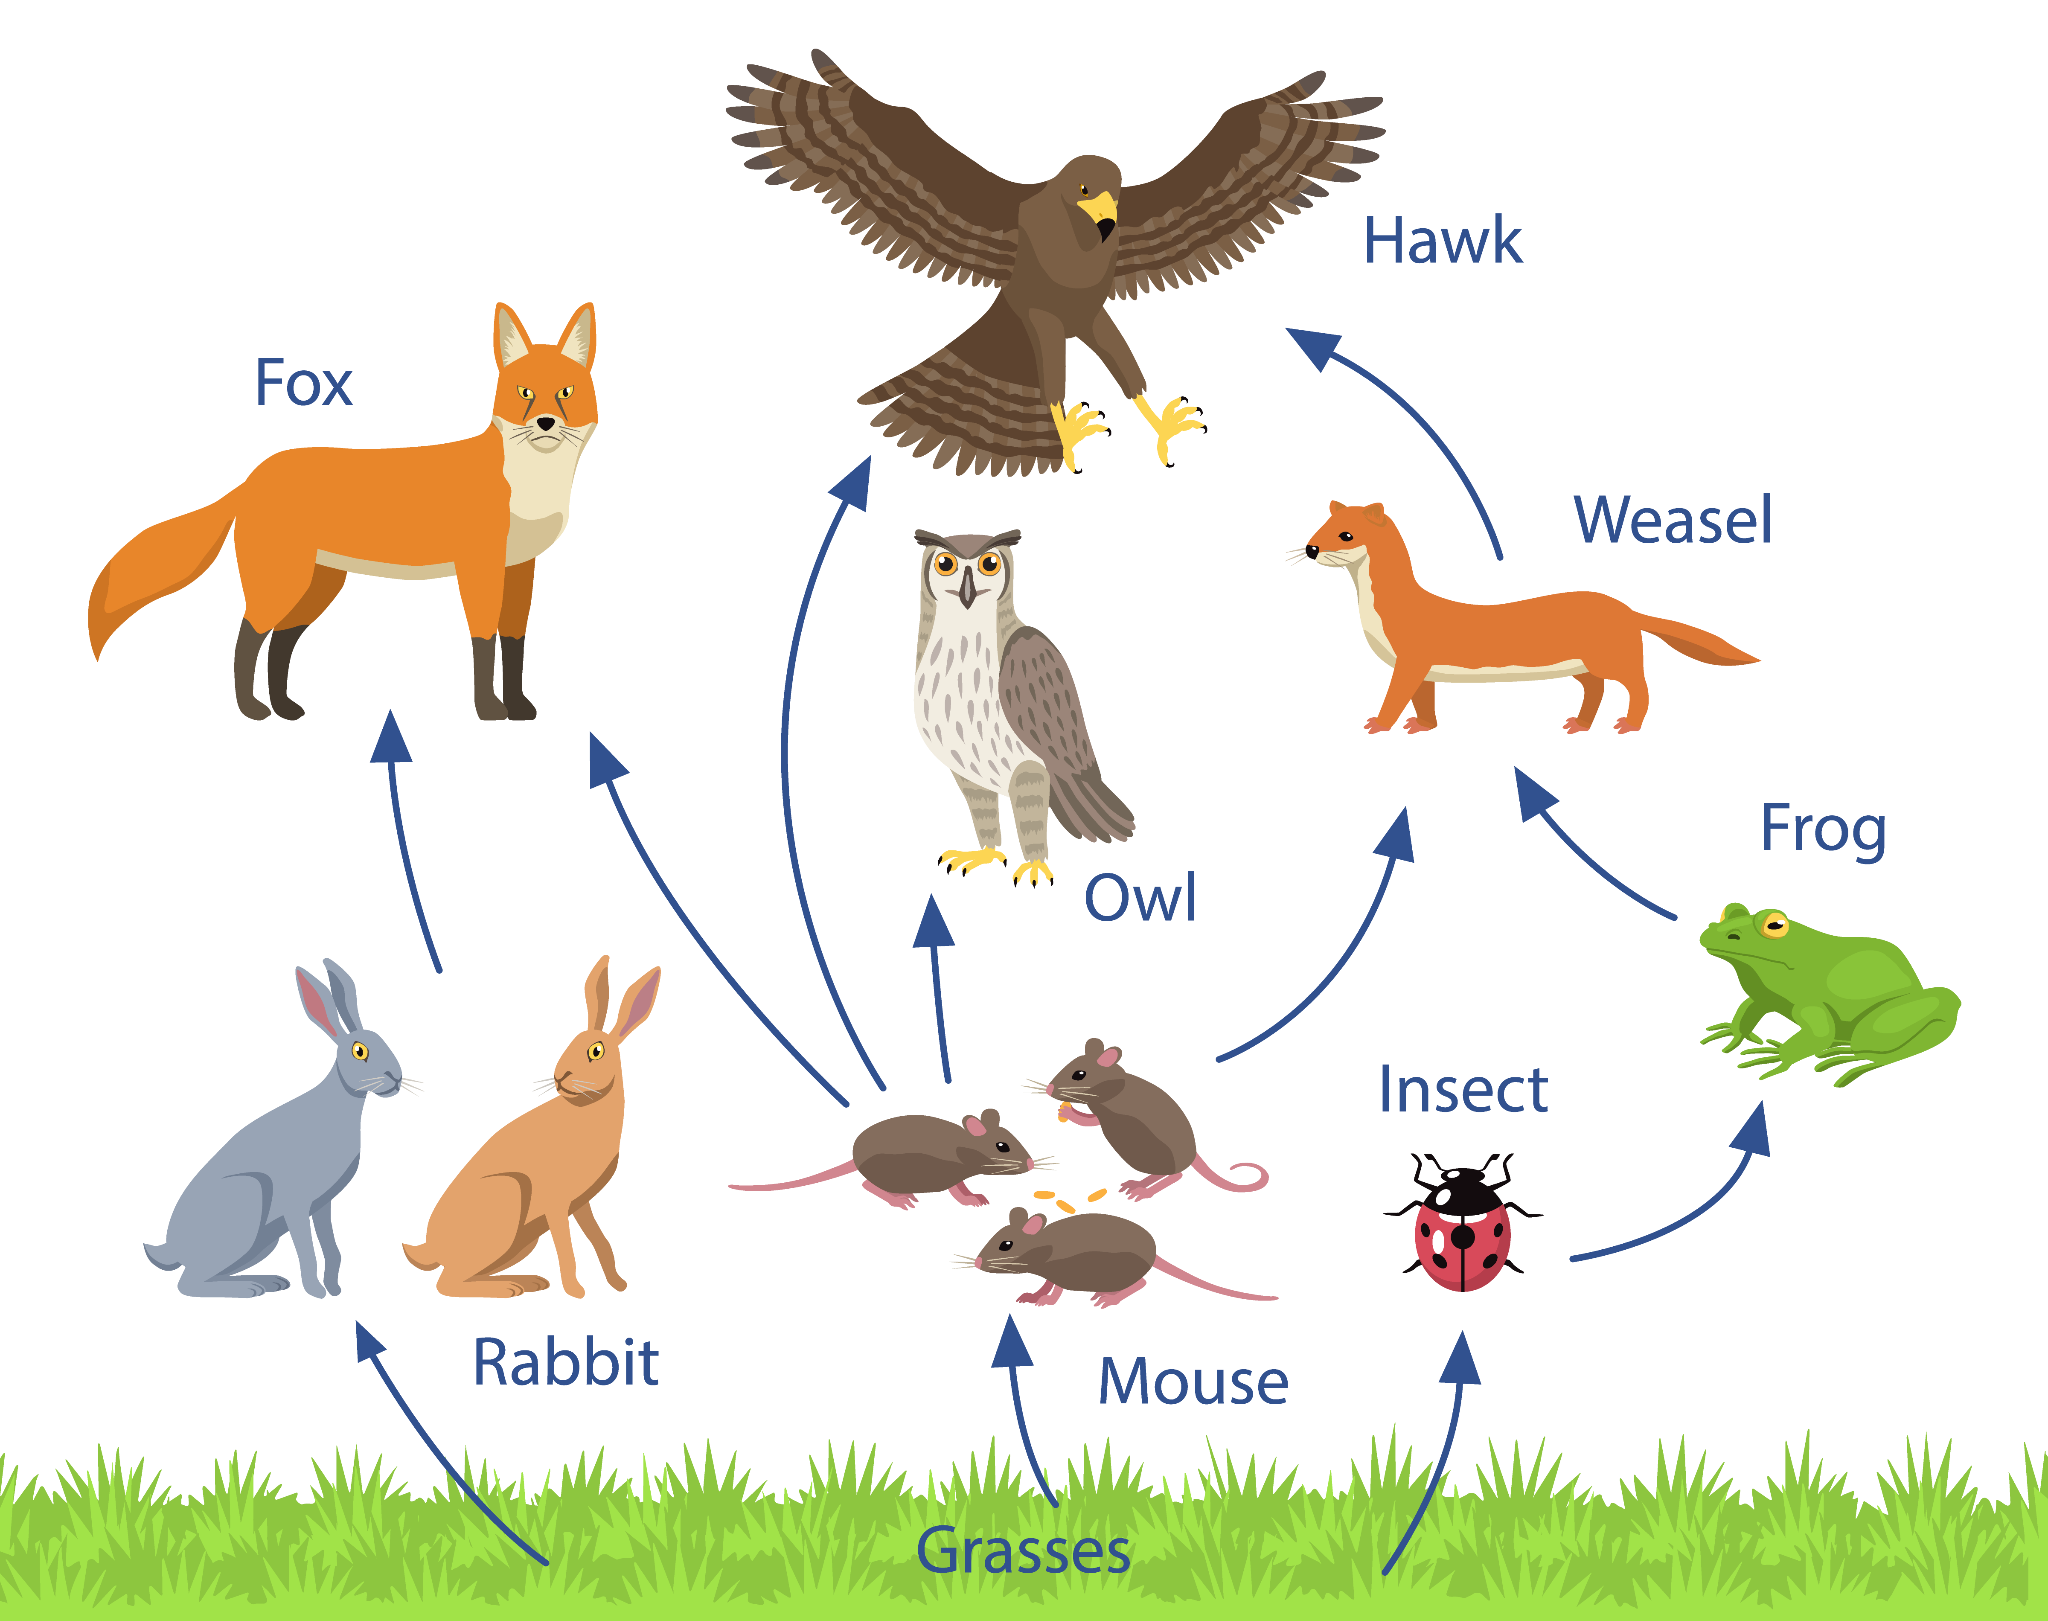 Hawk
Fox
Weasel
Frog
Owl
Insect
Rabbit
Mouse
Grasses